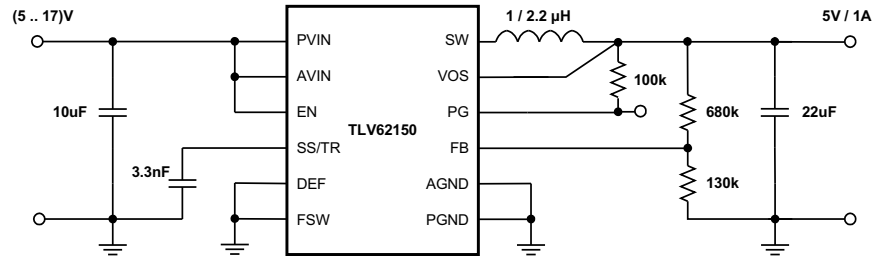 (5 .. 17)V
1 / 2.2 µH
5V / 1A
PVIN
SW
AVIN
VOS
100k
10uF
EN
PG
680k
22uF
TLV62150
SS/TR
FB
3.3nF
DEF
AGND
130k
FSW
PGND